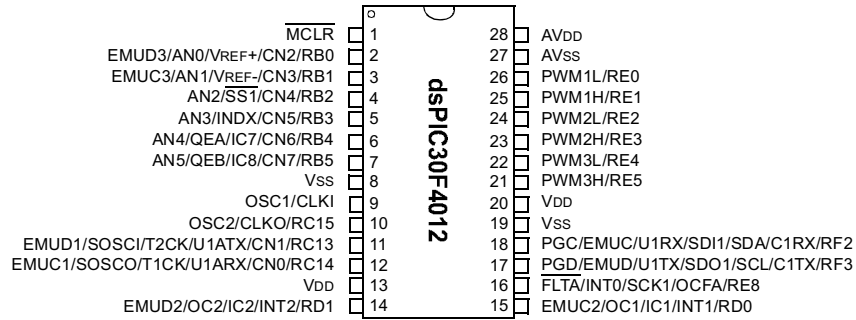 MCLR 1 28 AVDD
EMUD3/AN0/VREF+/CN2/RB0 2 27 AVSS
EMUC3/AN1/VREF-/CN3/RB1 3 26 PWM1L/RE0
AN2/SS1/CN4/RB2 4 25 PWM1H/RE1
AN3/INDX/CN5/RB3 5 24 PWM2L/RE2
AN4/QEA/IC7/CN6/RB4 6 23 PWM2H/RE3
AN5/QEB/IC8/CN7/RB5 7 22 PWM3L/RE4
VSS 8 21 PWM3H/RE5
OSC1/CLKI 9 20 VDD
OSC2/CLKO/RC15 10 19 VSS
EMUD1/SOSCI/T2CK/U1ATX/CN1/RC13 11 18 PGC/EMUC/U1RX/SDI1/SDA/C1RX/RF2
EMUC1/SOSCO/T1CK/U1ARX/CN0/RC14 12 17 PGD/EMUD/U1TX/SDO1/SCL/C1TX/RF3
VDD 13 16 FLTA/INT0/SCK1/OCFA/RE8
EMUD2/OC2/IC2/INT2/RD1 14 15 EMUC2/OC1/IC1/INT1/RD0
dsPIC30F4012